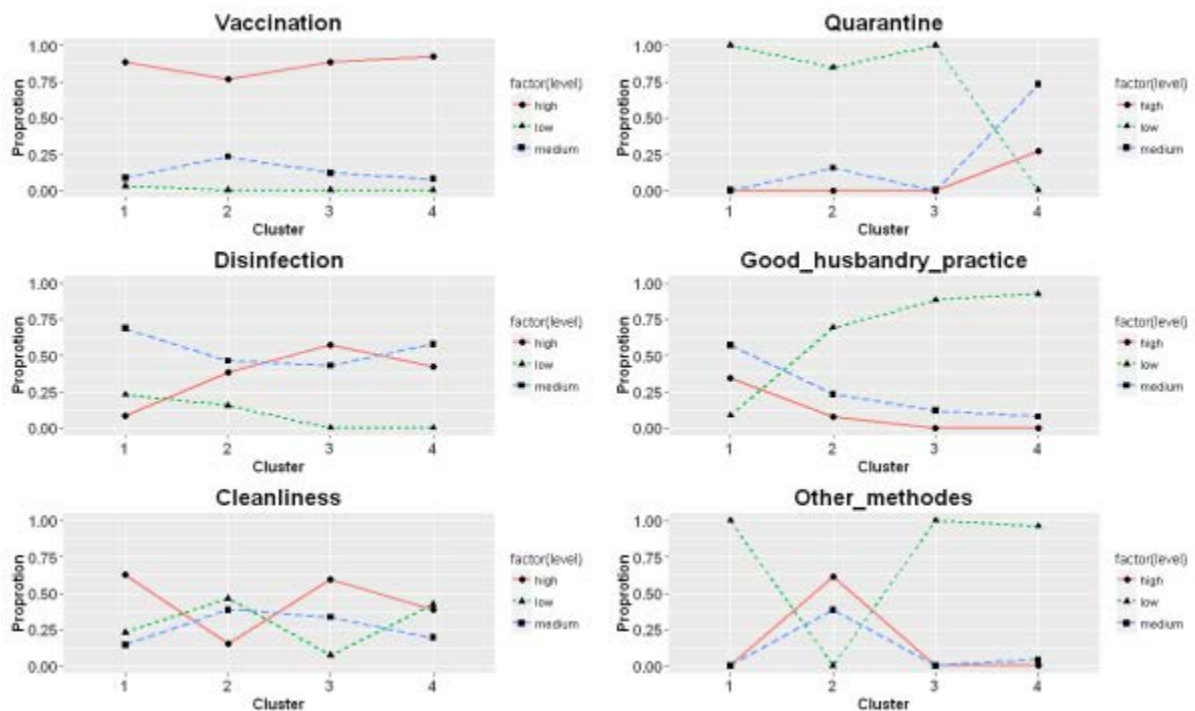 Vaccination
1.00
0.75
0.50
0.25
0.00
Proprotion
1 2 3 4
Cluster
factor(level)
high
low
medium
Quarantine
1.00
0.75
0.50
0.25
0.00
Proprotion
1 2 3 4
Cluster
factor(level)
high
low
medium
Disinfection
1.00
0.75
0.50
0.25
0.00
Proprotion
1 2 3 4
Cluster
factor(level)
high
low
medium
Good_husbandry_practice
1.00
0.75
0.50
0.25
0.00
Proprotion
1 2 3 4
Cluster
factor(level)
high
low
medium
Cleanliness
1.00
0.75
0.50
0.25
0.00
Proprotion
1 2 3 4
Cluster
factor(level)
high
low
medium
Other_methodes
1.00
0.75
0.50
0.25
0.00
Proprotion
1 2 3 4
Cluster
factor(level)
high
low
medium